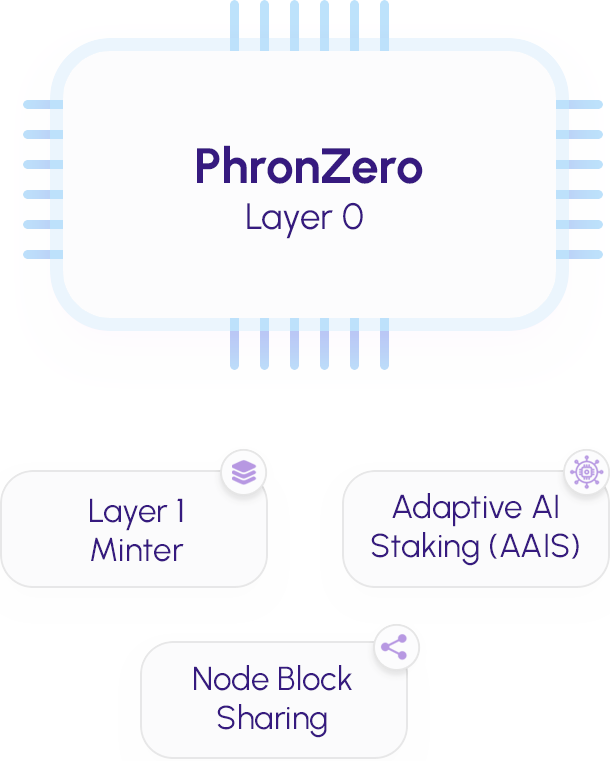 PhronZero
Layer 0
Layer 1
Minter
Adaptive AI
Staking (AAIS)
Node Block
Sharing